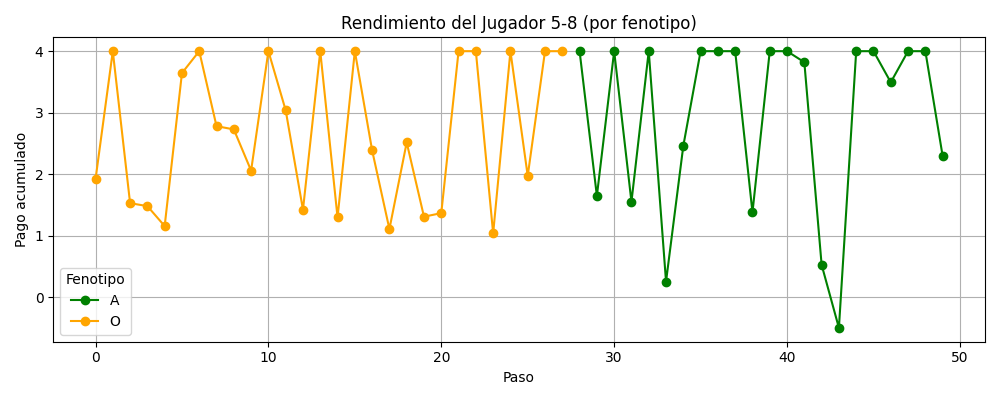 Rendimiento del Jugador 5-8 (por fenotipo)
Pago acumulado
4
3
2
1
0
Fenotipo
A
O
0 10 20 30 40 50
Paso